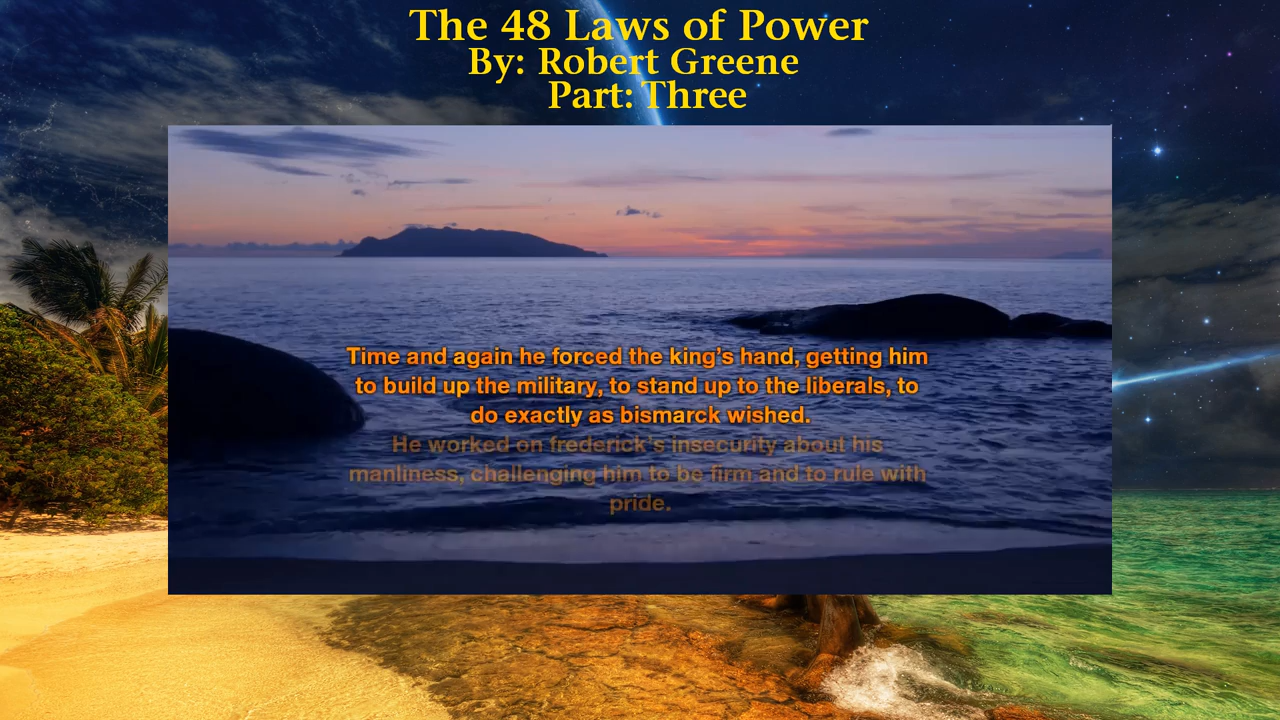 The 48 Laws of Power
By: Robert Greene
Part: Three
Time and again he forced the king's hand, getting him
to build up the military, to stand up to the liberals, to
do exactly as bismarck wished.
He worked on frederick's insecurity about his
manliness, challenging him to be firm and to rule with
pride.